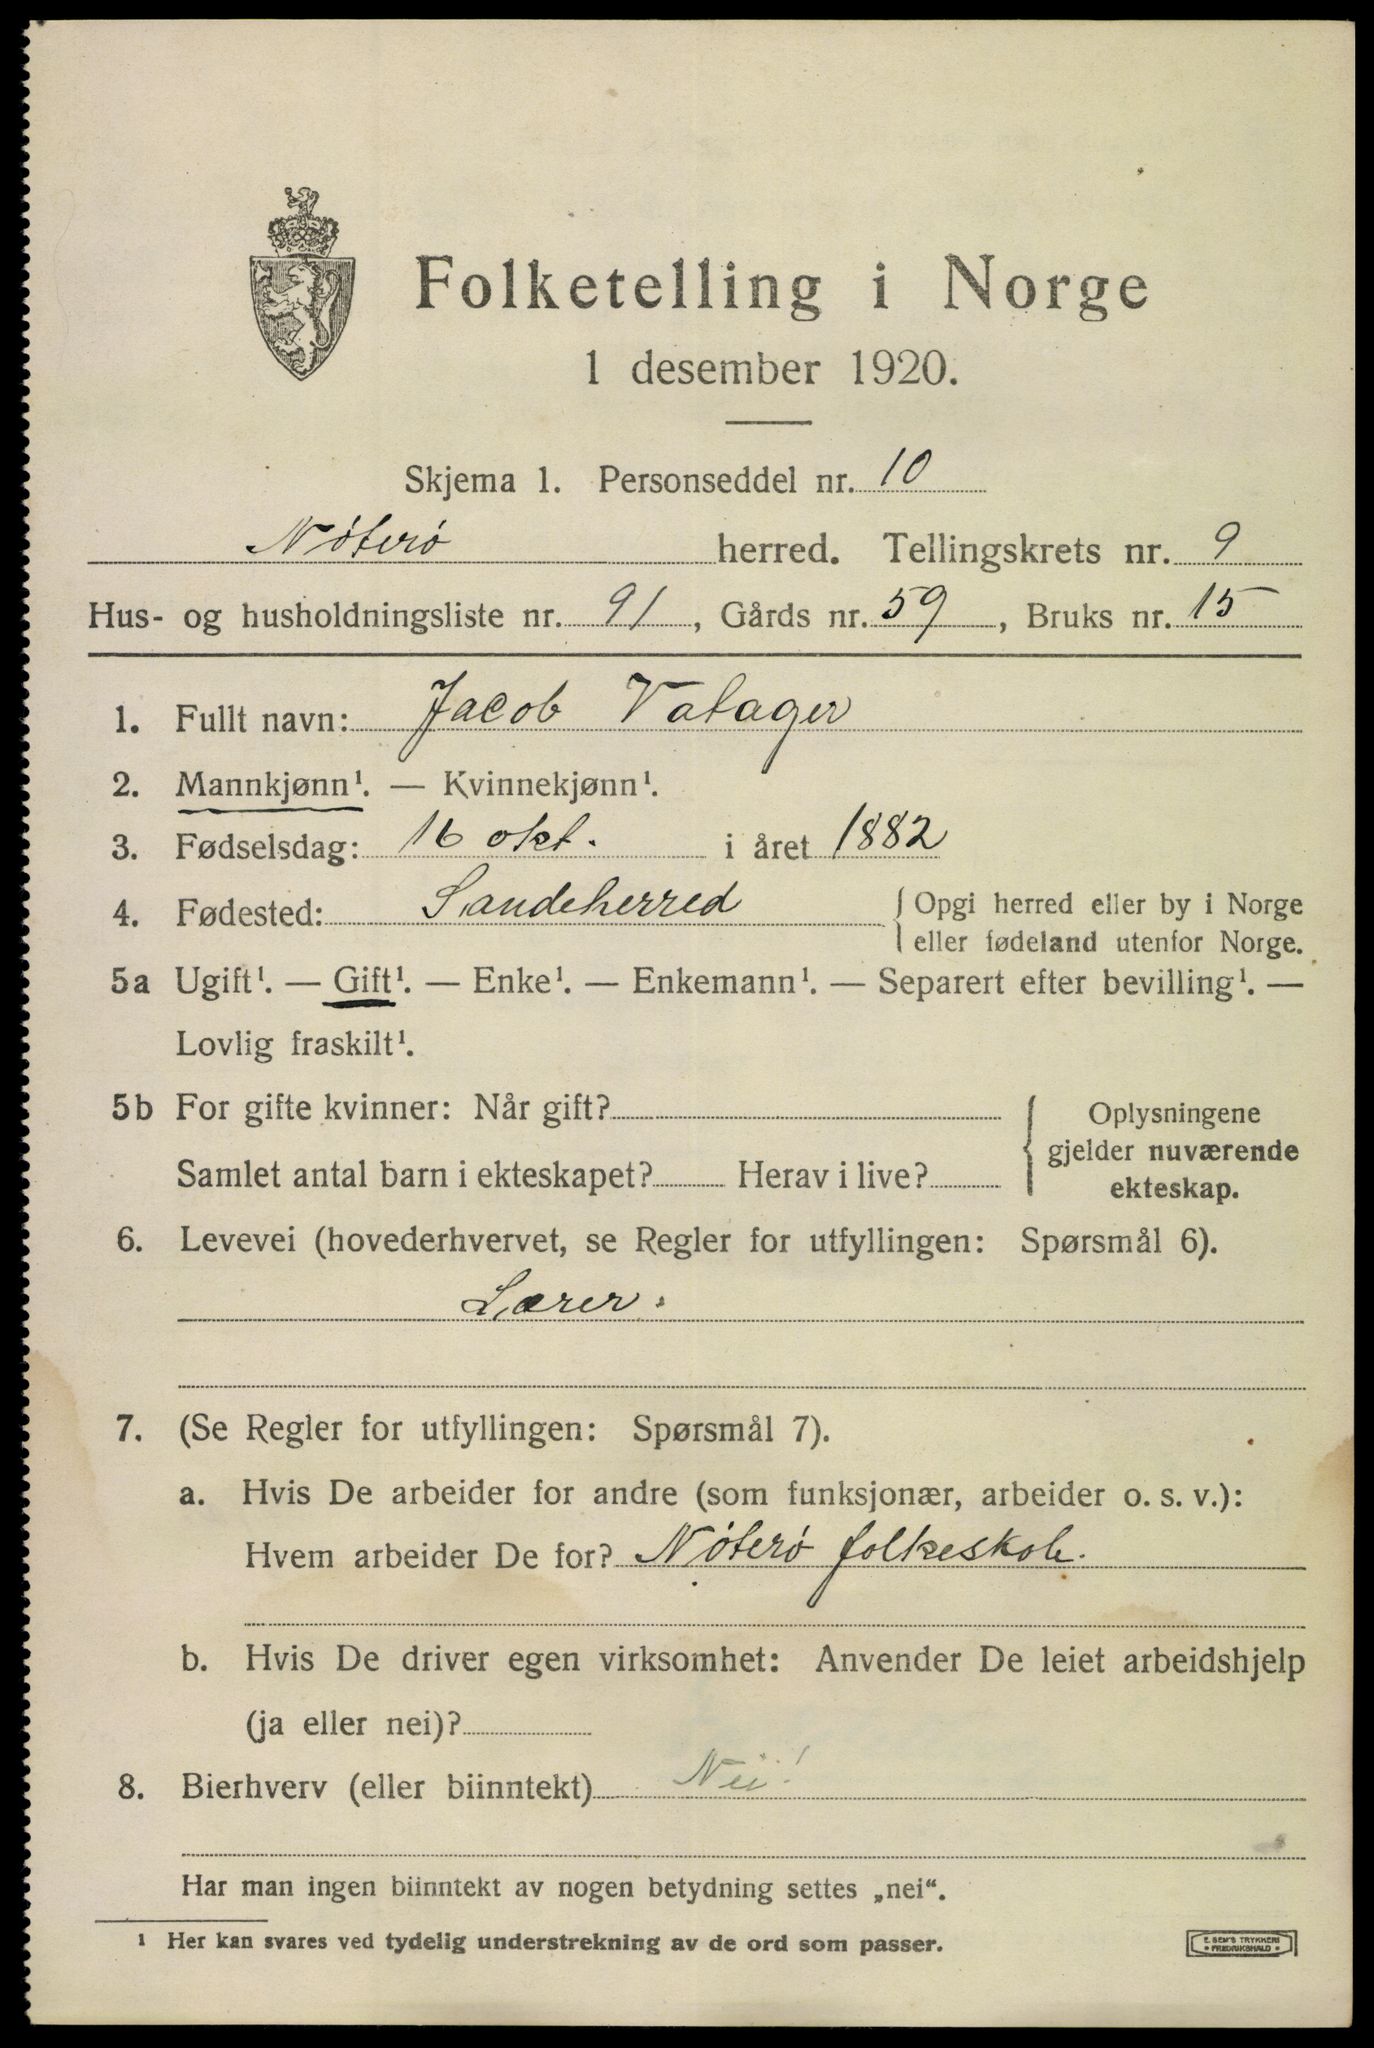 Folketelling i Norge
1 desember 1920.
Skjema 1. Personseddel nr. 10
Nøterø herred. Tellingskrets nr. 9
Hus- og husholdningsliste nr. 91, Gårds nr. 59, Bruks nr. 15
1. Fullt navn: Jacob Valager
2. Mannkjønn¹. — Kvinnekjønn¹.
3. Fødselsdag: 16 okt. i året 1882
4. Fødested: Sandeherred { Opgi herred eller by i Norge
eller fødeland utenfor Norge.
5a Ugift¹. — Gift¹. — Enke¹. — Enkemann¹. — Separert efter bevilling¹. —
Lovlig fraskilt¹.
5b For gifte kvinner: Når gift?
Samlet antal barn i ekteskapet? Herav i live?
{ Oplysningene
gjelder nuværende
ekteskap.
6. Levevei (hovederhvervet, se Regler for utfyllingen: Spørsmål 6).
Lærer.
7. (Se Regler for utfyllingen: Spørsmål 7).
a. Hvis De arbeider for andre (som funksjonær, arbeider o. s. v.):
Hvem arbeider De for? Nøterø folkeskole.
b. Hvis De driver egen virksomhet: Anvender De leiet arbeidshjelp
(ja eller nei)?
8. Bierhverv (eller biinntekt) Nei!
Har man ingen biinntekt av nogen betydning settes „nei“.
¹ Her kan svares ved tydelig understrekning av de ord som passer.
E. SEM'S TRYKKERI
• FREDRIKSHALD •